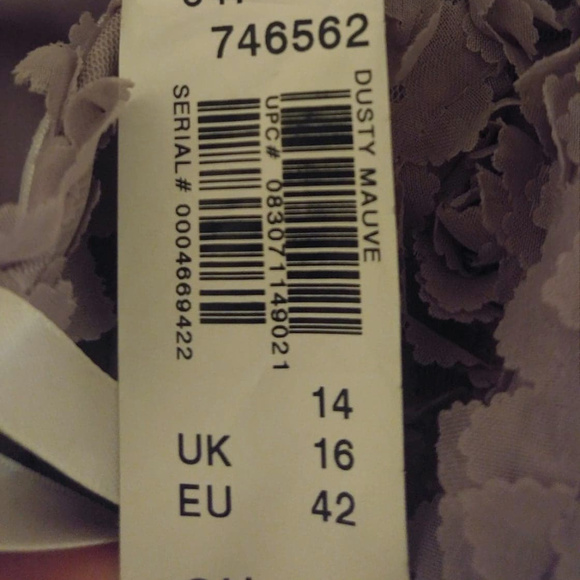 746562
DUSTY MAUVE
UPC# 083071149021
SERIAL# 0004669422
14
UK 16
EU 42